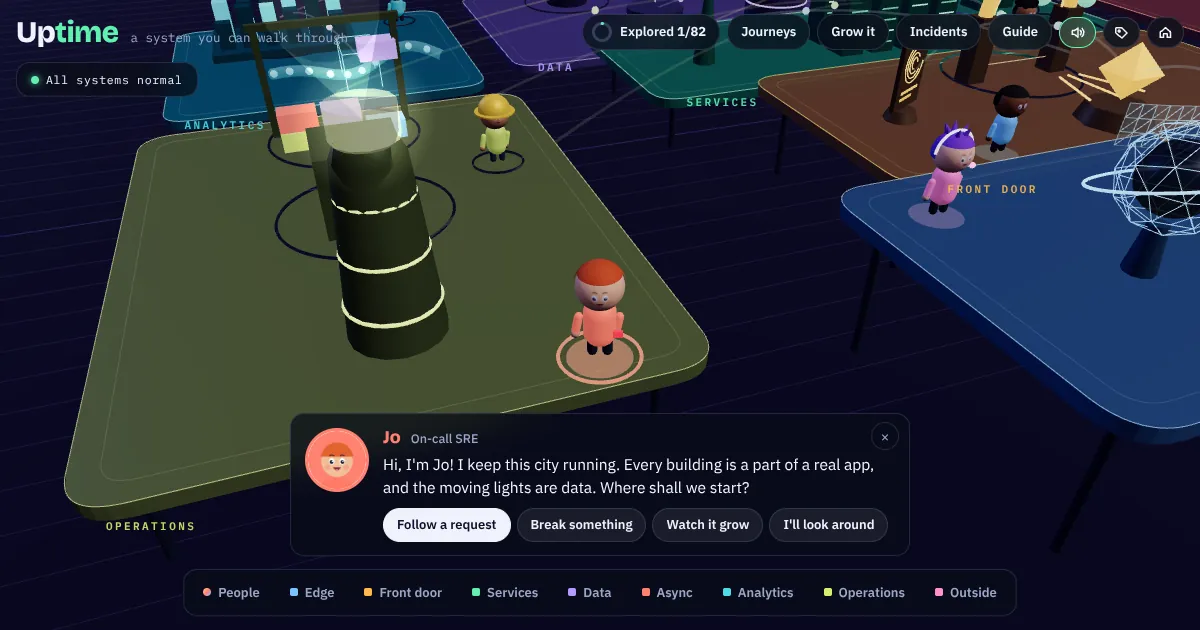 Uptime a system you can walk through
Explored 1/82
Journeys
Grow it
Incidents
Guide
All systems normal
DATA
SERVICES
ANALYTICS
FRONT DOOR
Jo On-call SRE
Hi, I'm Jo! I keep this city running. Every building is a part of a real app,
and the moving lights are data. Where shall we start?
Follow a request
Break something
Watch it grow
I'll look around
OPERATIONS
People
Edge
Front door
Services
Data
Async
Analytics
Operations
Outside